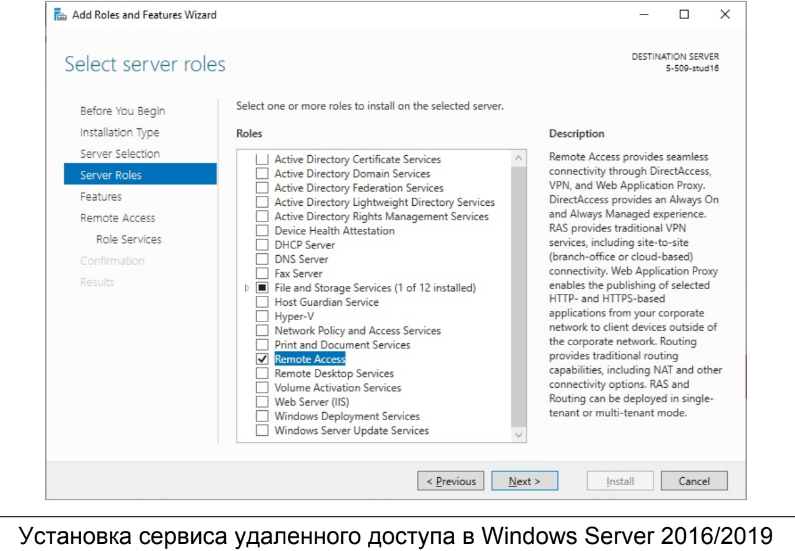 Add Roles and Features Wizard
Select server roles
DESTINATION SERVER
5-509-stud16
Before You Begin
Installation Type
Server Selection
Server Roles
Features
Remote Access
Role Services
Confirmation
Results
Select one or more roles to install on the selected server.
Roles
Active Directory Certificate Services
Active Directory Domain Services
Active Directory Federation Services
Active Directory Lightweight Directory Services
Active Directory Rights Management Services
Device Health Attestation
DHCP Server
DNS Server
Fax Server
File and Storage Services (1 of 12 installed)
Host Guardian Service
Hyper-V
Network Policy and Access Services
Print and Document Services
Remote Access
Remote Desktop Services
Volume Activation Services
Web Server (IIS)
Windows Deployment Services
Windows Server Update Services
Description
Remote Access provides seamless
connectivity through DirectAccess,
VPN, and Web Application Proxy.
DirectAccess provides an Always On
and Always Managed experience.
RAS provides traditional VPN
services, including site-to-site
(branch-office or cloud-based)
connectivity. Web Application Proxy
enables the publishing of selected
HTTP- and HTTPS-based
applications from your corporate
network to client devices outside of
the corporate network. Routing
provides traditional routing
capabilities, including NAT and other
connectivity options. RAS and
Routing can be deployed in single-
tenant or multi-tenant mode.
< Previous
Next >
Install
Cancel
Установка сервиса удаленного доступа в Windows Server 2016/2019